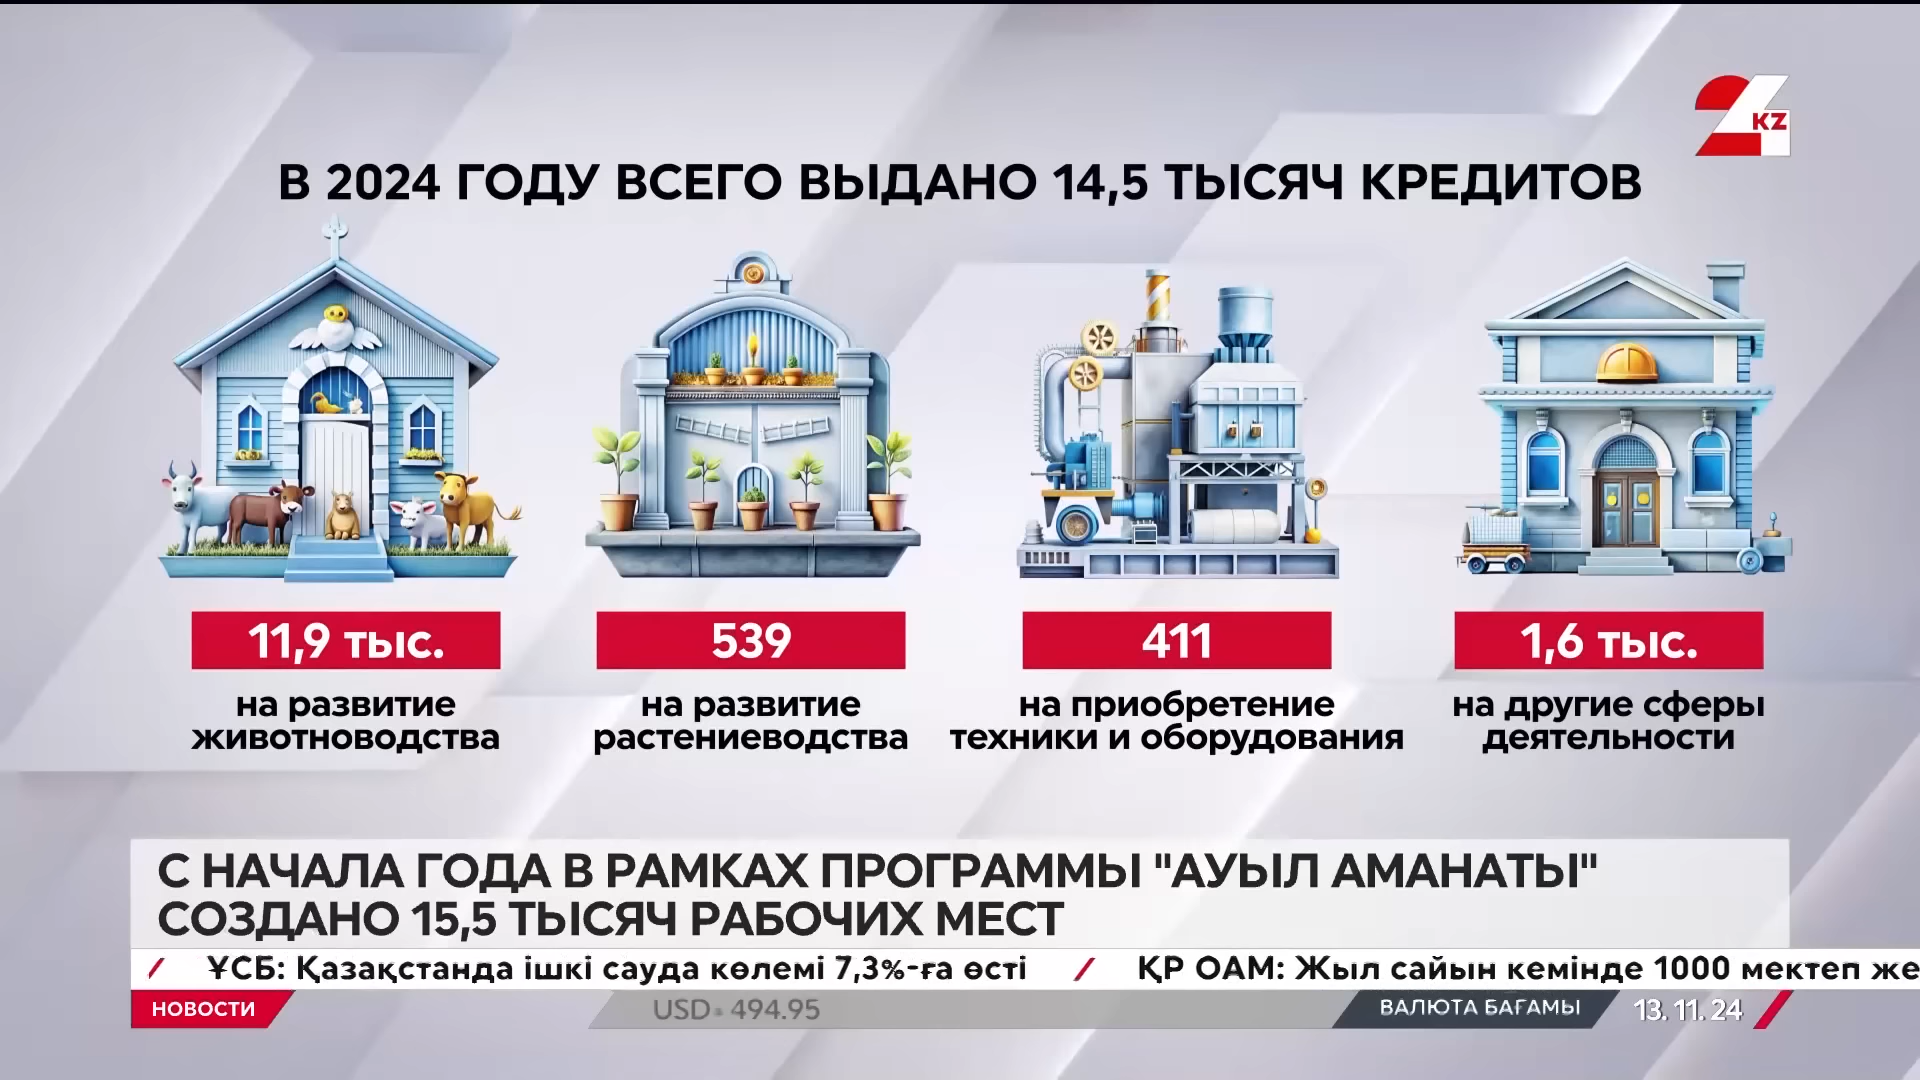 24 KZ
В 2024 ГОДУ ВСЕГО ВЫДАНО 14,5 ТЫСЯЧ КРЕДИТОВ
11,9 тыс.
на развитие
животноводства
539
на развитие
растениеводства
411
на приобретение
техники и оборудования
1,6 тыс.
на другие сферы
деятельности
С НАЧАЛА ГОДА В РАМКАХ ПРОГРАММЫ "АУЫЛ АМАНАТЫ"
СОЗДАНО 15,5 ТЫСЯЧ РАБОЧИХ МЕСТ
/ ҰСБ: Қазақстанда ішкі сауда көлемі 7,3%-ға өсті / ҚР ОАМ: Жыл сайын кемінде 1000 мектеп же
НОВОСТИ
USD 494.95
ВАЛЮТА БАҒАМЫ
13.11.24